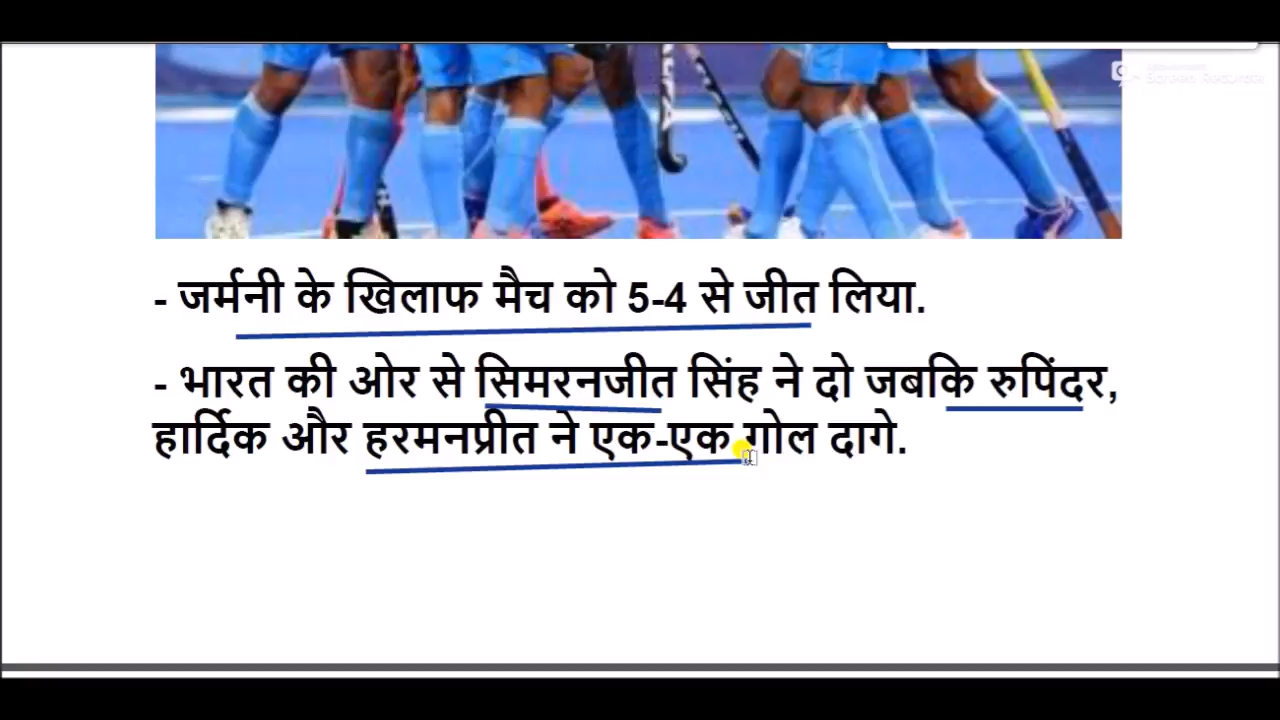 - जर्मनी के खिलाफ मैच को 5-4 से जीत लिया.
- भारत की ओर से सिमरनजीत सिंह ने दो जबकि रुपिंदर,
हार्दिक और हरमनप्रीत ने एक-एक गोल दागे.